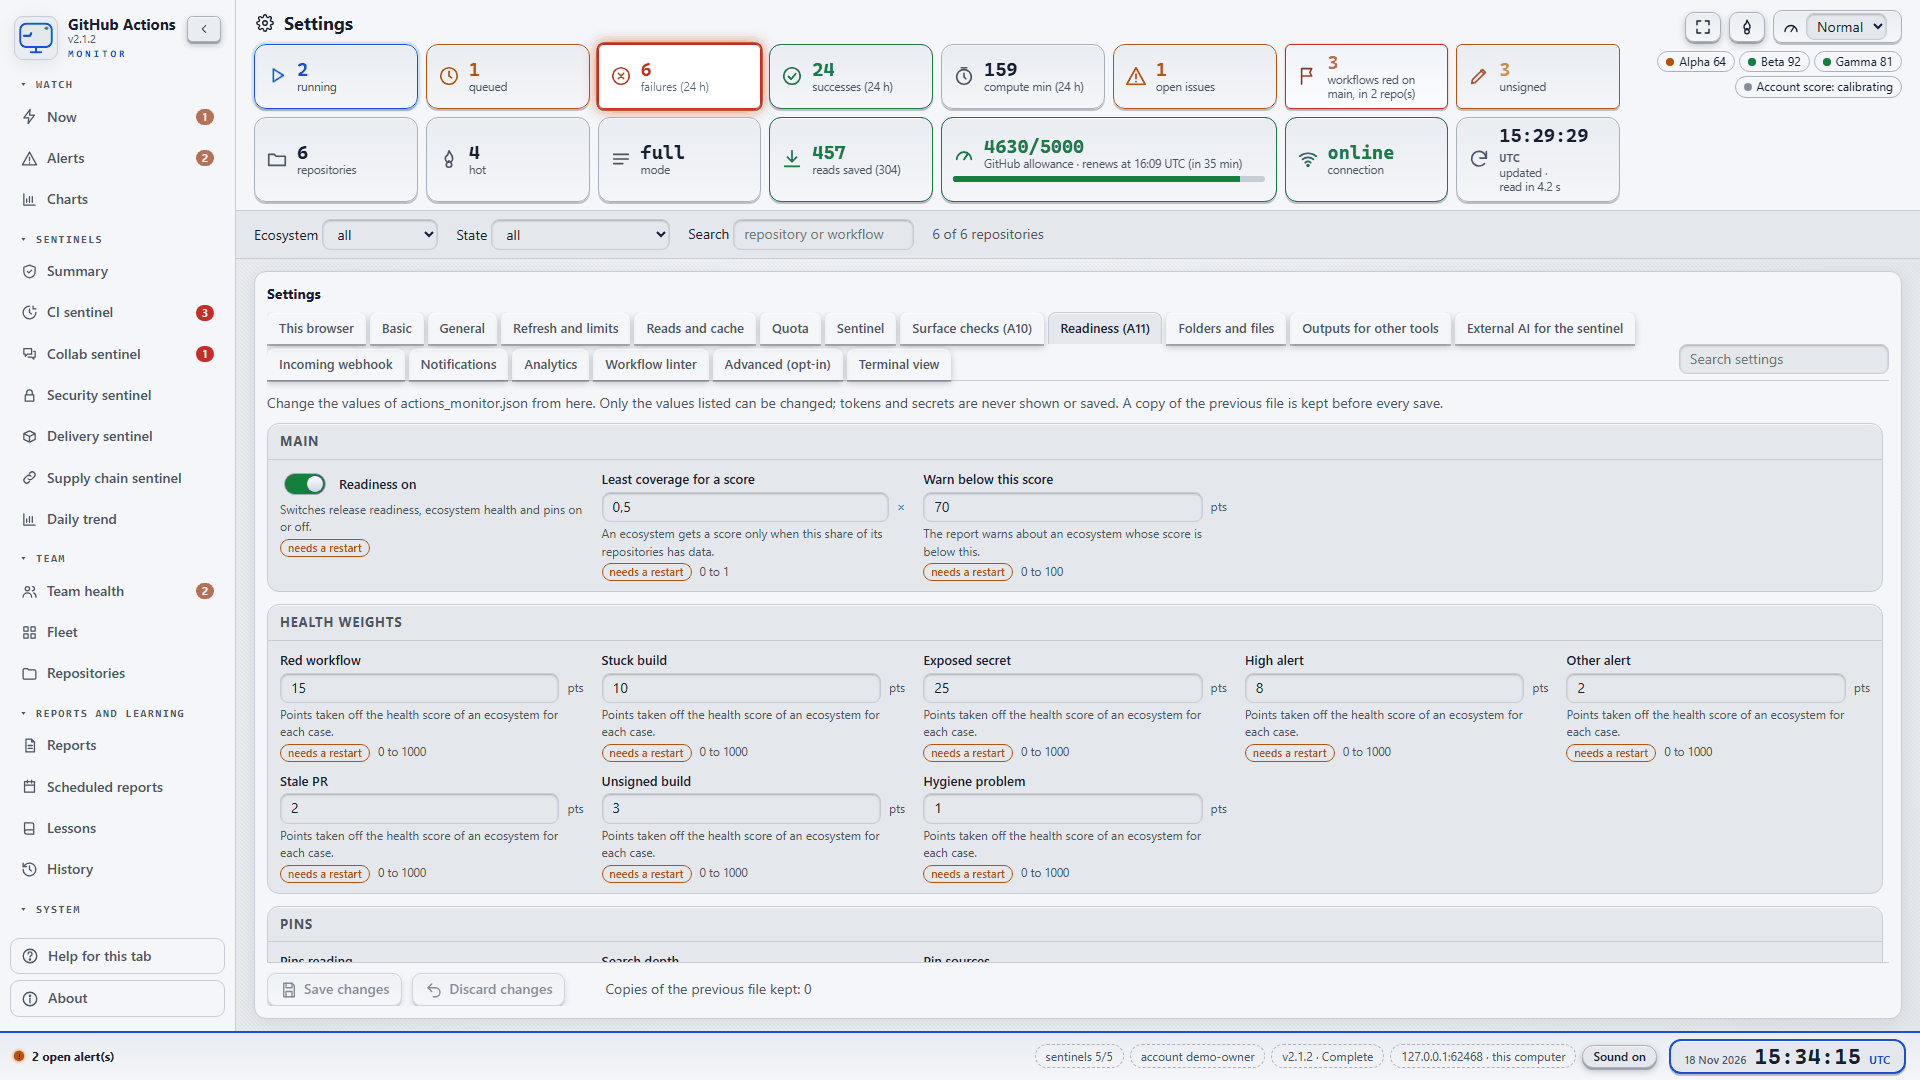 GitHub Actions
v2.1.2
MONITOR
WATCH
Now 1
Alerts 2
Charts
SENTINELS
Summary
CI sentinel 3
Collab sentinel 1
Security sentinel
Delivery sentinel
Supply chain sentinel
Daily trend
TEAM
Team health 2
Fleet
Repositories
REPORTS AND LEARNING
Reports
Scheduled reports
Lessons
History
SYSTEM
Help for this tab
About
Settings
2
running
1
queued
6
failures (24 h)
24
successes (24 h)
159
compute min (24 h)
1
open issues
3
workflows red on
main, in 2 repo(s)
3
unsigned
6
repositories
4
hot
full
mode
457
reads saved (304)
4630/5000
GitHub allowance · renews at 16:09 UTC (in 35 min)
online
connection
15:29:29
UTC
updated ·
read in 4.2 s
Normal
Alpha 64 Beta 92 Gamma 81
Account score: calibrating
Ecosystem all State all Search repository or workflow 6 of 6 repositories
Settings
This browser Basic General Refresh and limits Reads and cache Quota Sentinel Surface checks (A10) Readiness (A11) Folders and files Outputs for other tools External AI for the sentinel
Incoming webhook Notifications Analytics Workflow linter Advanced (opt-in) Terminal view Search settings
Change the values of actions_monitor.json from here. Only the values listed can be changed; tokens and secrets are never shown or saved. A copy of the previous file is kept before every save.
MAIN
Readiness on
Switches release readiness, ecosystem health and pins on
or off.
needs a restart
Least coverage for a score
0,5 ×
An ecosystem gets a score only when this share of its
repositories has data.
needs a restart 0 to 1
Warn below this score
70 pts
The report warns about an ecosystem whose score is
below this.
needs a restart 0 to 100
HEALTH WEIGHTS
Red workflow
15 pts
Points taken off the health score of an ecosystem for
each case.
needs a restart 0 to 1000
Stuck build
10 pts
Points taken off the health score of an ecosystem for
each case.
needs a restart 0 to 1000
Exposed secret
25 pts
Points taken off the health score of an ecosystem for
each case.
needs a restart 0 to 1000
High alert
8 pts
Points taken off the health score of an ecosystem for
each case.
needs a restart 0 to 1000
Other alert
2 pts
Points taken off the health score of an ecosystem for
each case.
needs a restart 0 to 1000
Stale PR
2 pts
Points taken off the health score of an ecosystem for
each case.
needs a restart 0 to 1000
Unsigned build
3 pts
Points taken off the health score of an ecosystem for
each case.
needs a restart 0 to 1000
Hygiene problem
1 pts
Points taken off the health score of an ecosystem for
each case.
needs a restart 0 to 1000
PINS
Pins reading Search depth Pin sources
Save changes Discard changes Copies of the previous file kept: 0
2 open alert(s)
sentinels 5/5 account demo-owner v2.1.2 · Complete 127.0.0.1:62468 · this computer Sound on 18 Nov 2026 15:34:15 UTC